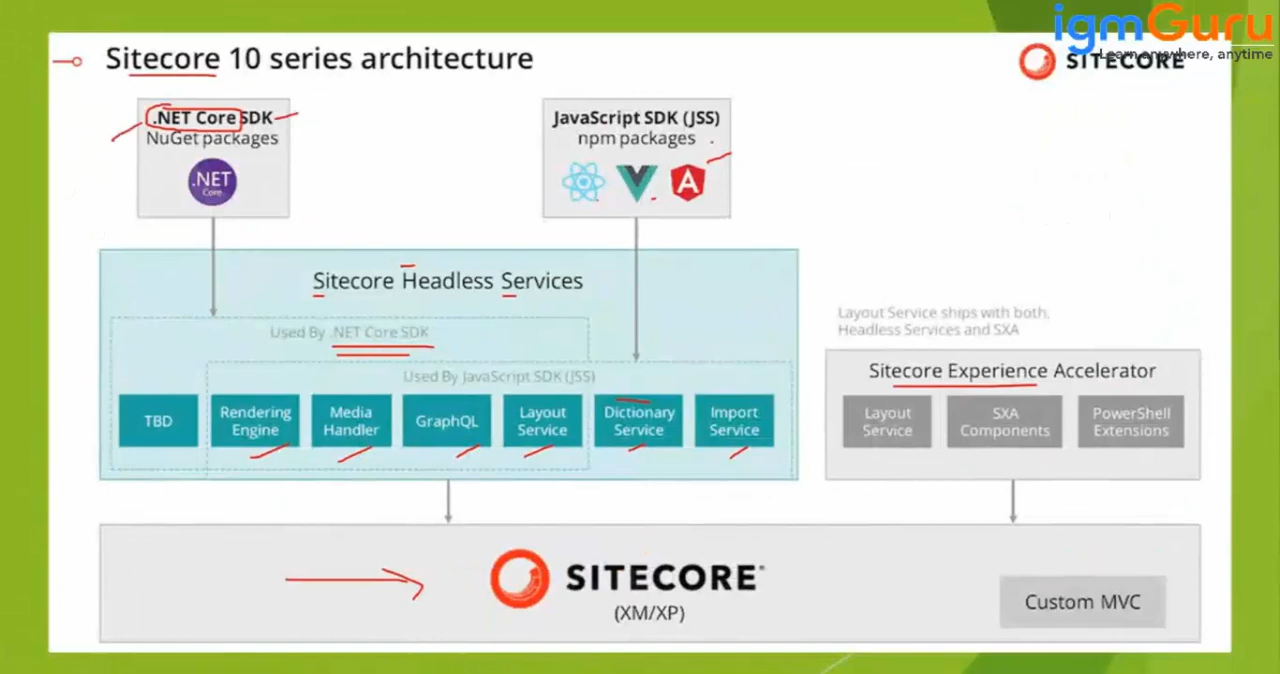 igmGuru
Learn anywhere, anytime
Sitecore 10 series architecture
SITECORE
.NET Core SDK
NuGet packages
.NET
Core
JavaScript SDK (JSS)
npm packages
A
Sitecore Headless Services
Used By .NET Core SDK
Used By JavaScript SDK (JSS)
TBD
Rendering
Engine
Media
Handler
GraphQL
Layout
Service
Dictionary
Service
Import
Service
Layout Service ships with both,
Headless Services and SXA
Sitecore Experience Accelerator
Layout
Service
SXA
Components
PowerShell
Extensions
SITECORE
(XM/XP)
Custom MVC